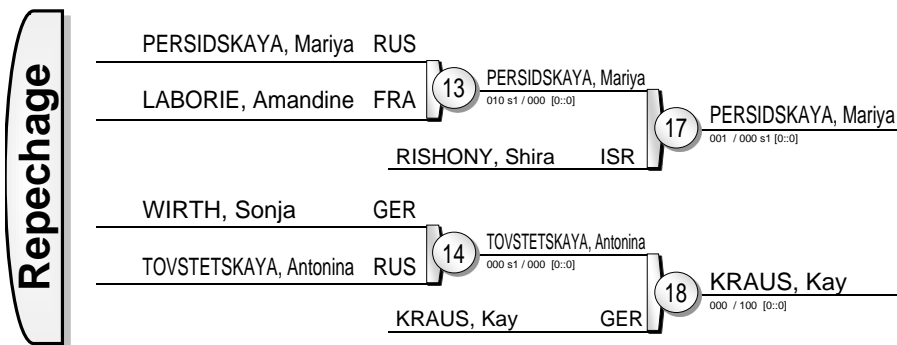 Repechage
PERSIDSKAYA, Mariya RUS
LABORIE, Amandine FRA
13
PERSIDSKAYA, Mariya
010 s1 / 000 [0::0]
RISHONY, Shira ISR
17
PERSIDSKAYA, Mariya
001 / 000 s1 [0::0]
WIRTH, Sonja GER
TOVSTETSKAYA, Antonina RUS
14
TOVSTETSKAYA, Antonina
000 s1 / 000 [0::0]
KRAUS, Kay GER
18
KRAUS, Kay
000 / 100 [0::0]